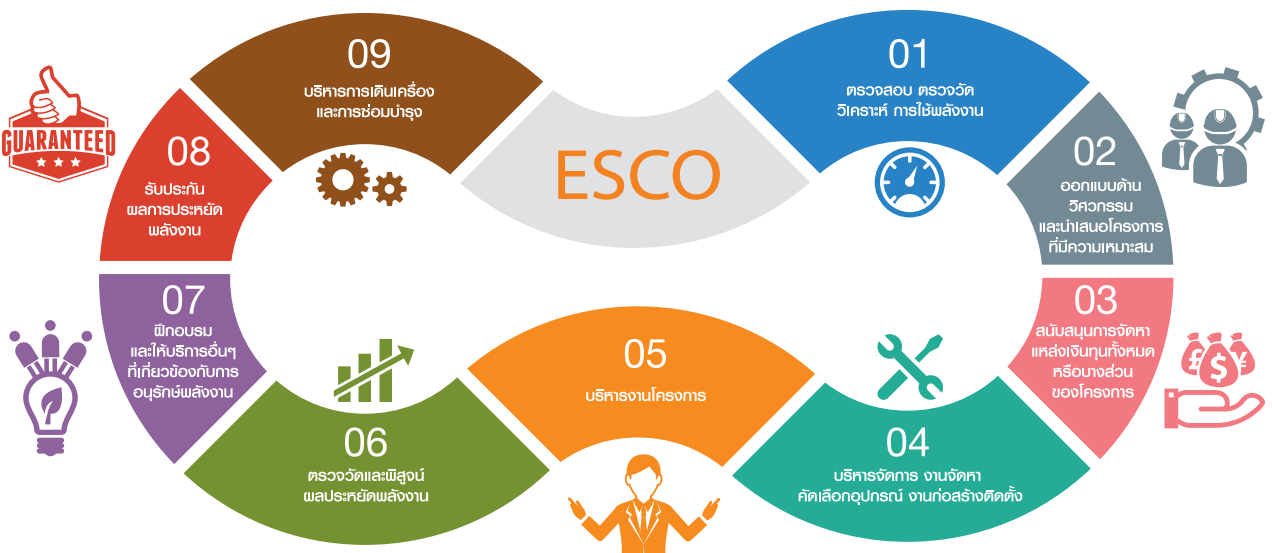 ESCO
01
ตรวจสอบ ตรวจวัด
วิเคราะห์ การใช้พลังงาน
02
ออกแบบด้าน
วิศวกรรม
และนำเสนอโครงการ
ที่มีความเหมาะสม
03
สนับสนุนการจัดหา
แหล่งเงินทุนทั้งหมด
หรือบางส่วน
ของโครงการ
£ $ ¥
04
บริหารจัดการ งานจัดหา
คัดเลือกอุปกรณ์ งานก่อสร้างติดตั้ง
05
บริหารงานโครงการ
06
ตรวจวัดและพิสูจน์
ผลประหยัดพลังงาน
07
ฝึกอบรม
และให้บริการอื่นๆ
ที่เกี่ยวข้องกับการ
อนุรักษ์พลังงาน
08
รับประกัน
ผลการประหยัด
พลังงาน
GUARANTEED
09
บริหารการเดินเครื่อง
และการซ่อมบำรุง